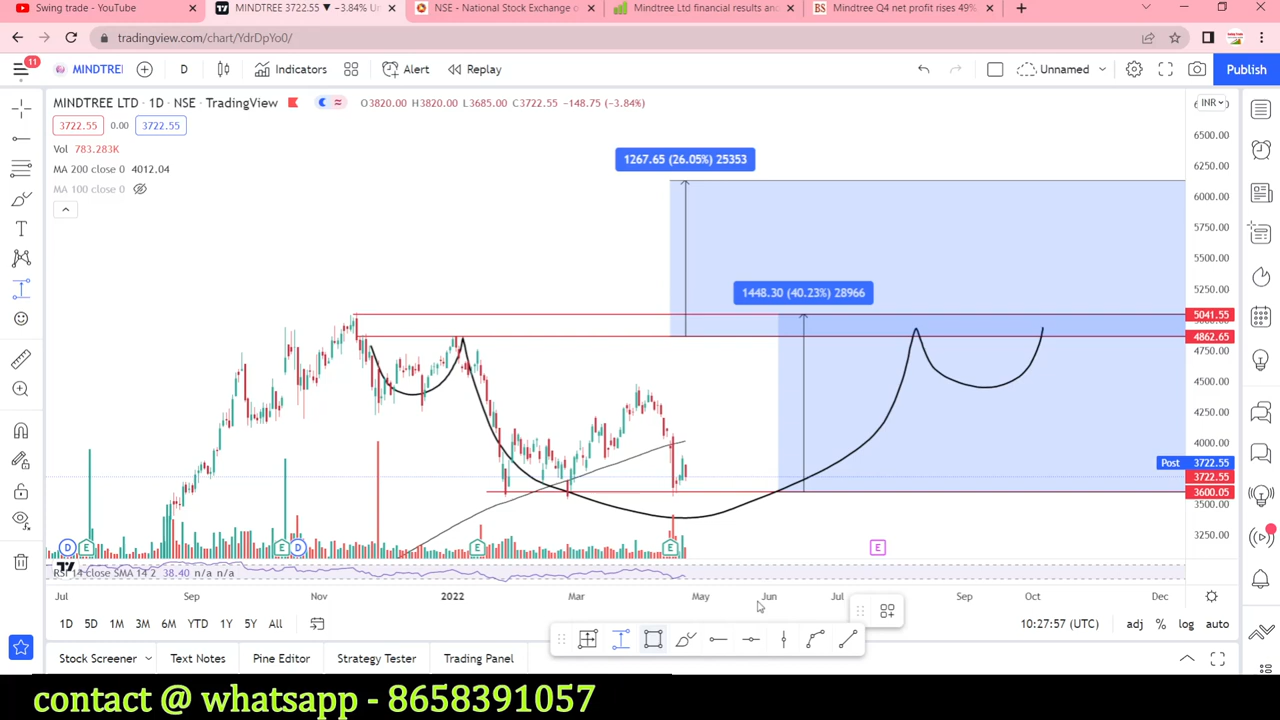 Swing trade - YouTube
MINDTREE 3722.55 ▼ −3.84% Un
NSE - National Stock Exchange o
Mindtree Ltd financial results and
BS Mindtree Q4 net profit rises 49%
tradingview.com/chart/YdrDpYo0/
11
MINDTREE
D
Indicators
Alert
Replay
Unnamed
Publish
MINDTREE LTD · 1D · NSE · TradingView
O3820.00 H3820.00 L3685.00 C3722.55 −148.75 (−3.84%)
INR
3722.55 0.00 3722.55
Vol 783.283K
MA 200 close 0 4012.04
MA 100 close 0
1267.65 (26.05%) 25353
1448.30 (40.23%) 28966
6500.00
6250.00
6000.00
5750.00
5500.00
5250.00
5041.55
4862.65
4750.00
4500.00
4250.00
4000.00
Post 3722.55
3722.55
3600.05
3500.00
3250.00
D E E D E E E
RSI 14 close SMA 14 2 38.40 n/a n/a
Jul Sep Nov 2022 Mar May Jun Jul Sep Oct Dec
1D 5D 1M 3M 6M YTD 1Y 5Y All
10:27:57 (UTC) adj % log auto
Stock Screener Text Notes Pine Editor Strategy Tester Trading Panel
contact @ whatsapp - 8658391057